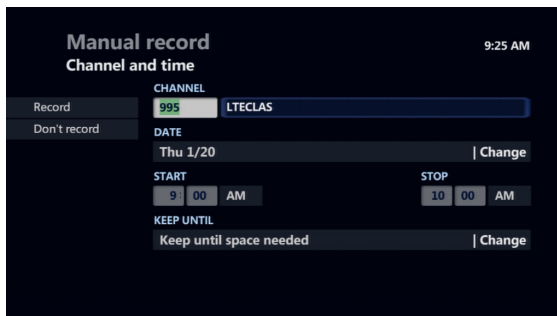 Manual record
9:25 AM
Channel and time
CHANNEL
Record
995 LTECLAS
Don't record
DATE
Thu 1/20 | Change
START STOP
9: 00 AM 10 00 AM
KEEP UNTIL
Keep until space needed | Change